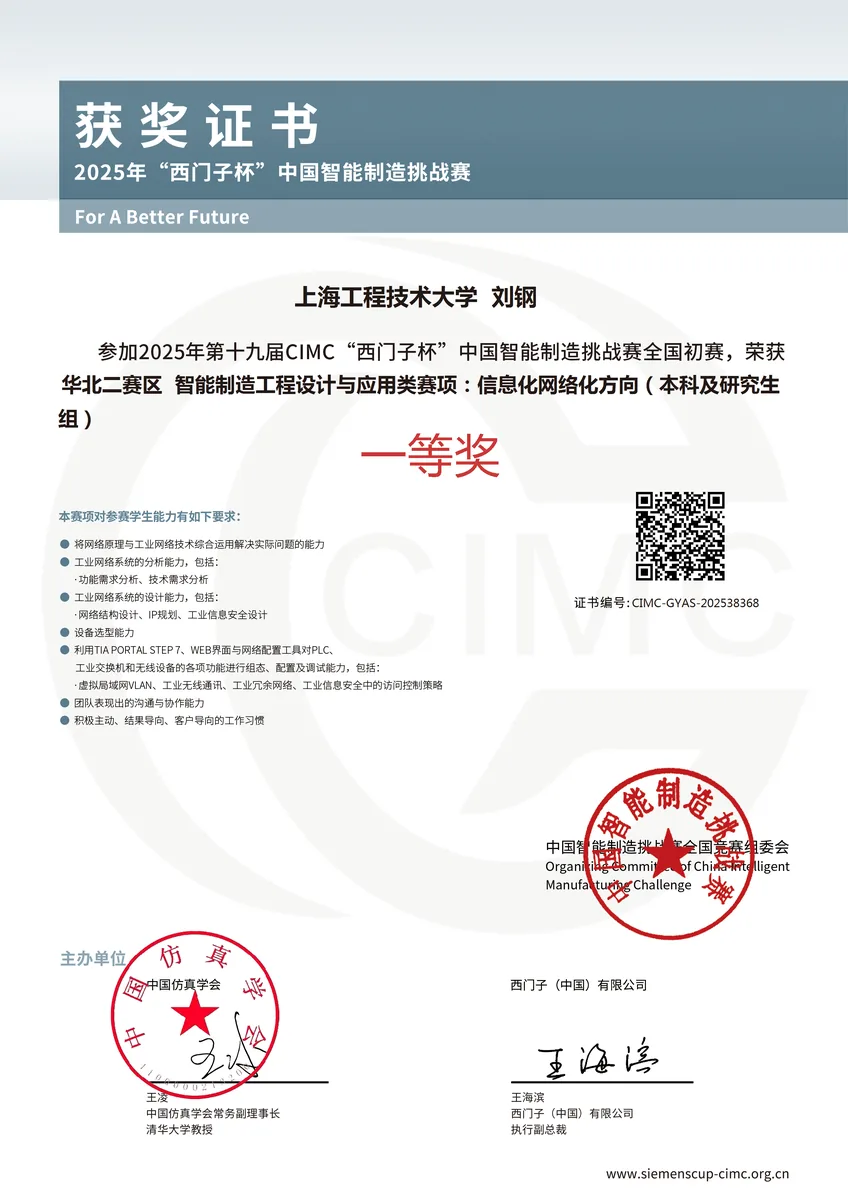 获奖证书
2025年“西门子杯”中国智能制造挑战赛
For A Better Future
上海工程技术大学 刘钢
参加2025年第十九届CIMC“西门子杯”中国智能制造挑战赛全国初赛，荣获
华北二赛区 智能制造工程设计与应用类赛项：信息化网络化方向（本科及研究生
组）
一等奖
本赛项对参赛学生能力有如下要求：
将网络原理与工业网络技术综合运用解决实际问题的能力
工业网络系统的分析能力，包括：
·功能需求分析、技术需求分析
工业网络系统的设计能力，包括：
·网络结构设计、IP规划、工业信息安全设计
设备选型能力
利用TIA PORTAL STEP 7、WEB界面与网络配置工具对PLC、
工业交换机和无线设备的各项功能进行组态、配置及调试能力，包括：
·虚拟局域网VLAN、工业无线通讯、工业冗余网络、工业信息安全中的访问控制策略
团队表现出的沟通与协作能力
积极主动、结果导向、客户导向的工作习惯
CIMC
证书编号：CIMC-GYAS-202538368
中国智能制造挑战赛全国竞赛组委会
Organizing Committee of China Intelligent
Manufacturing Challenge
中国智能制造挑战赛
主办单位
中国仿真学会
中国仿真学会
王凌
王凌
中国仿真学会常务副理事长
清华大学教授
西门子（中国）有限公司
王海滨
王海滨
西门子（中国）有限公司
执行副总裁
www.siemenscup-cimc.org.cn